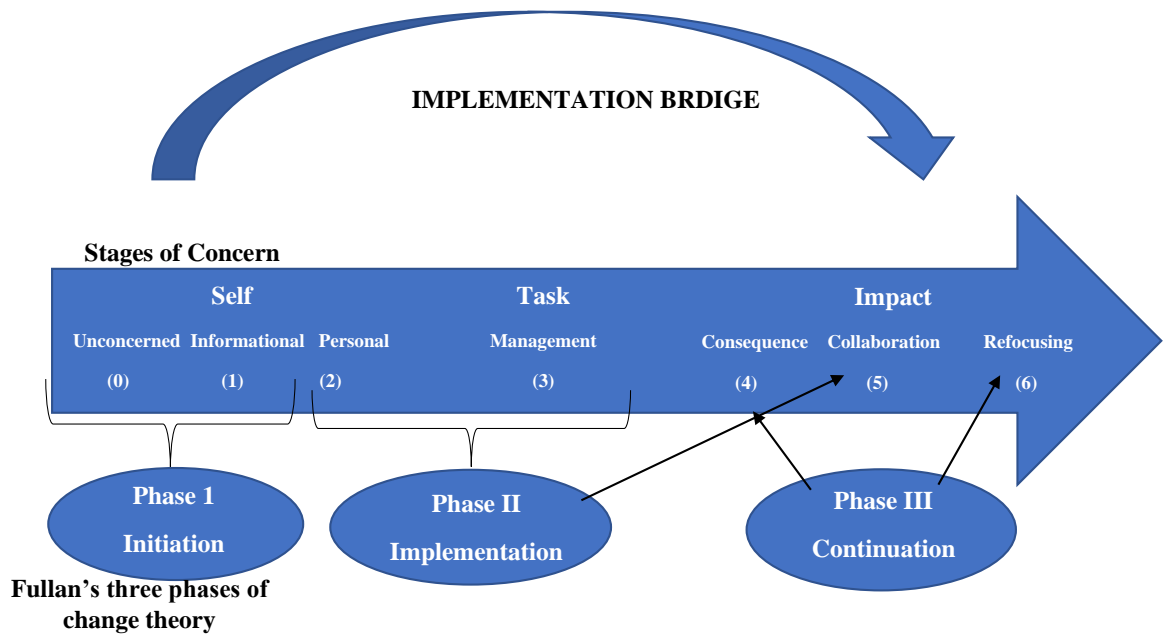 IMPLEMENTATION BRDIGE
Stages of Concern
Self Task Impact
Unconcerned Informational Personal Management Consequence Collaboration Refocusing
(0) (1) (2) (3) (4) (5) (6)
Phase 1
Initiation
Phase II
Implementation
Phase III
Continuation
Fullan’s three phases of
change theory